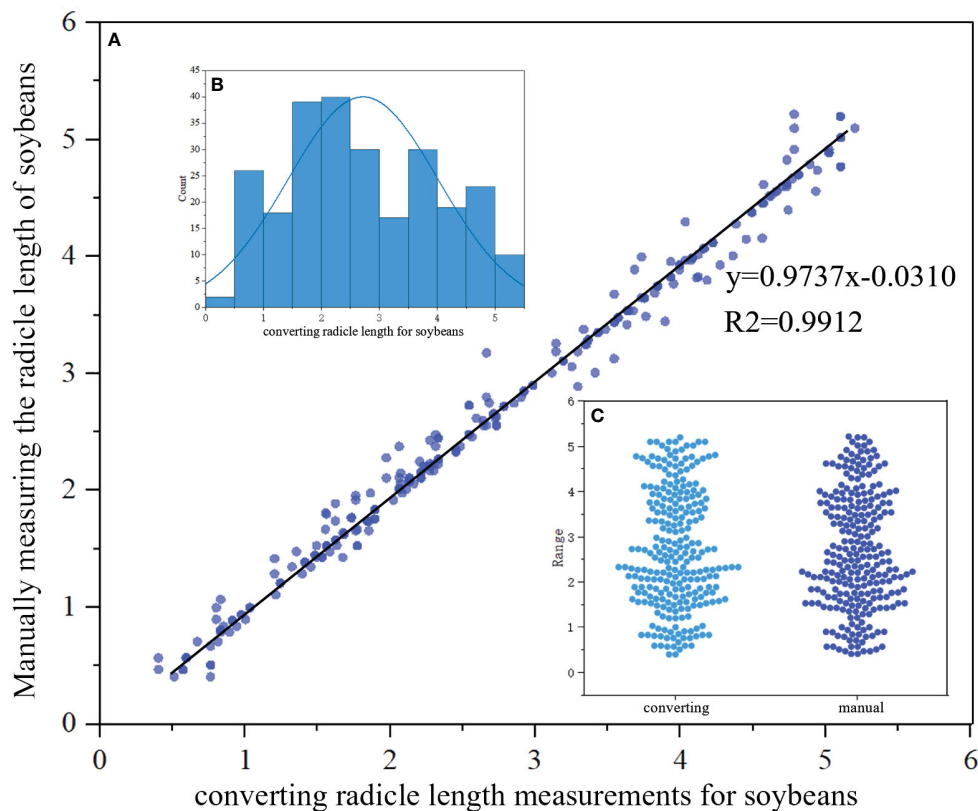 A
Manually measuring the radicle length of soybeans
6
5
4
3
2
1
0
0 1 2 3 4 5 6
converting radicle length measurements for soybeans
B
Count
45
40
35
30
25
20
15
10
5
0
0 1 2 3 4 5
converting radicle length for soybeans
y=0.9737x-0.0310
R2=0.9912
C
Range
6
5
4
3
2
1
0
converting manual